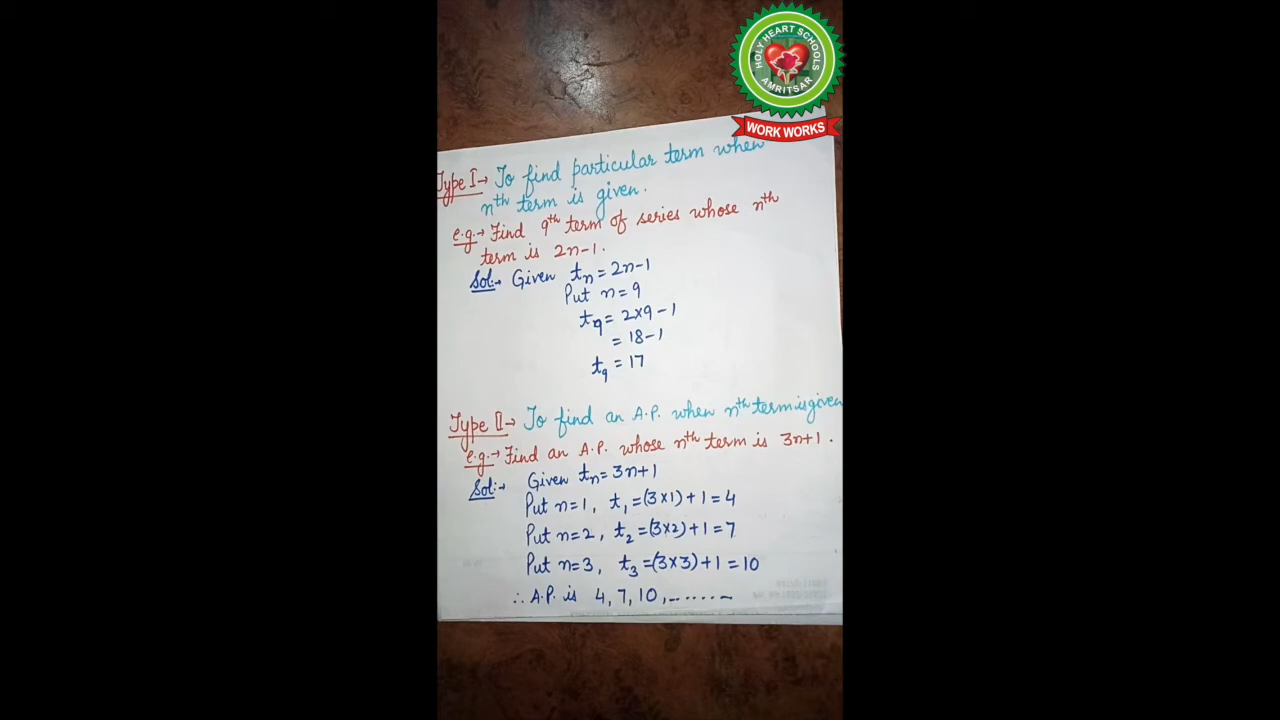 HOLY HEART SCHOOLS
AMRITSAR
WORK WORKS
Type I→ To find particular term when
nth term is given.
e.g.→ Find 9th term of series whose nth
term is 2n-1.
Sol:→ Given tn = 2n-1
Put n=9
t9 = 2×9-1
= 18-1
t9 = 17
Type II→ To find an A.P. when nth term is given
e.g.→ Find an A.P. whose nth term is 3n+1.
Sol:→ Given tn = 3n+1
Put n=1, t1 = (3×1)+1 = 4
Put n=2, t2 = (3×2)+1 = 7
Put n=3, t3 = (3×3)+1 = 10
∴ A.P. is 4, 7, 10, .......